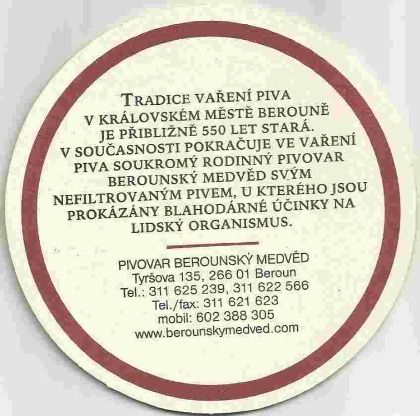 TRADICE VAŘENÍ PIVA
V KRÁLOVSKÉM MĚSTĚ BEROUNĚ
JE PŘIBLIŽNĚ 550 LET STARÁ.
V SOUČASNOSTI POKRAČUJE VE VAŘENÍ
PIVA SOUKROMÝ RODINNÝ PIVOVAR
BEROUNSKÝ MEDVĚD SVÝM
NEFILTROVANÝM PIVEM, U KTERÉHO JSOU
PROKÁZÁNY BLAHODÁRNÉ ÚČINKY NA
LIDSKÝ ORGANISMUS.
PIVOVAR BEROUNSKÝ MEDVĚD
Tyršova 135, 266 01 Beroun
Tel.: 311 625 239, 311 622 566
Tel./fax: 311 621 623
mobil: 602 388 305
www.berounskymedved.com